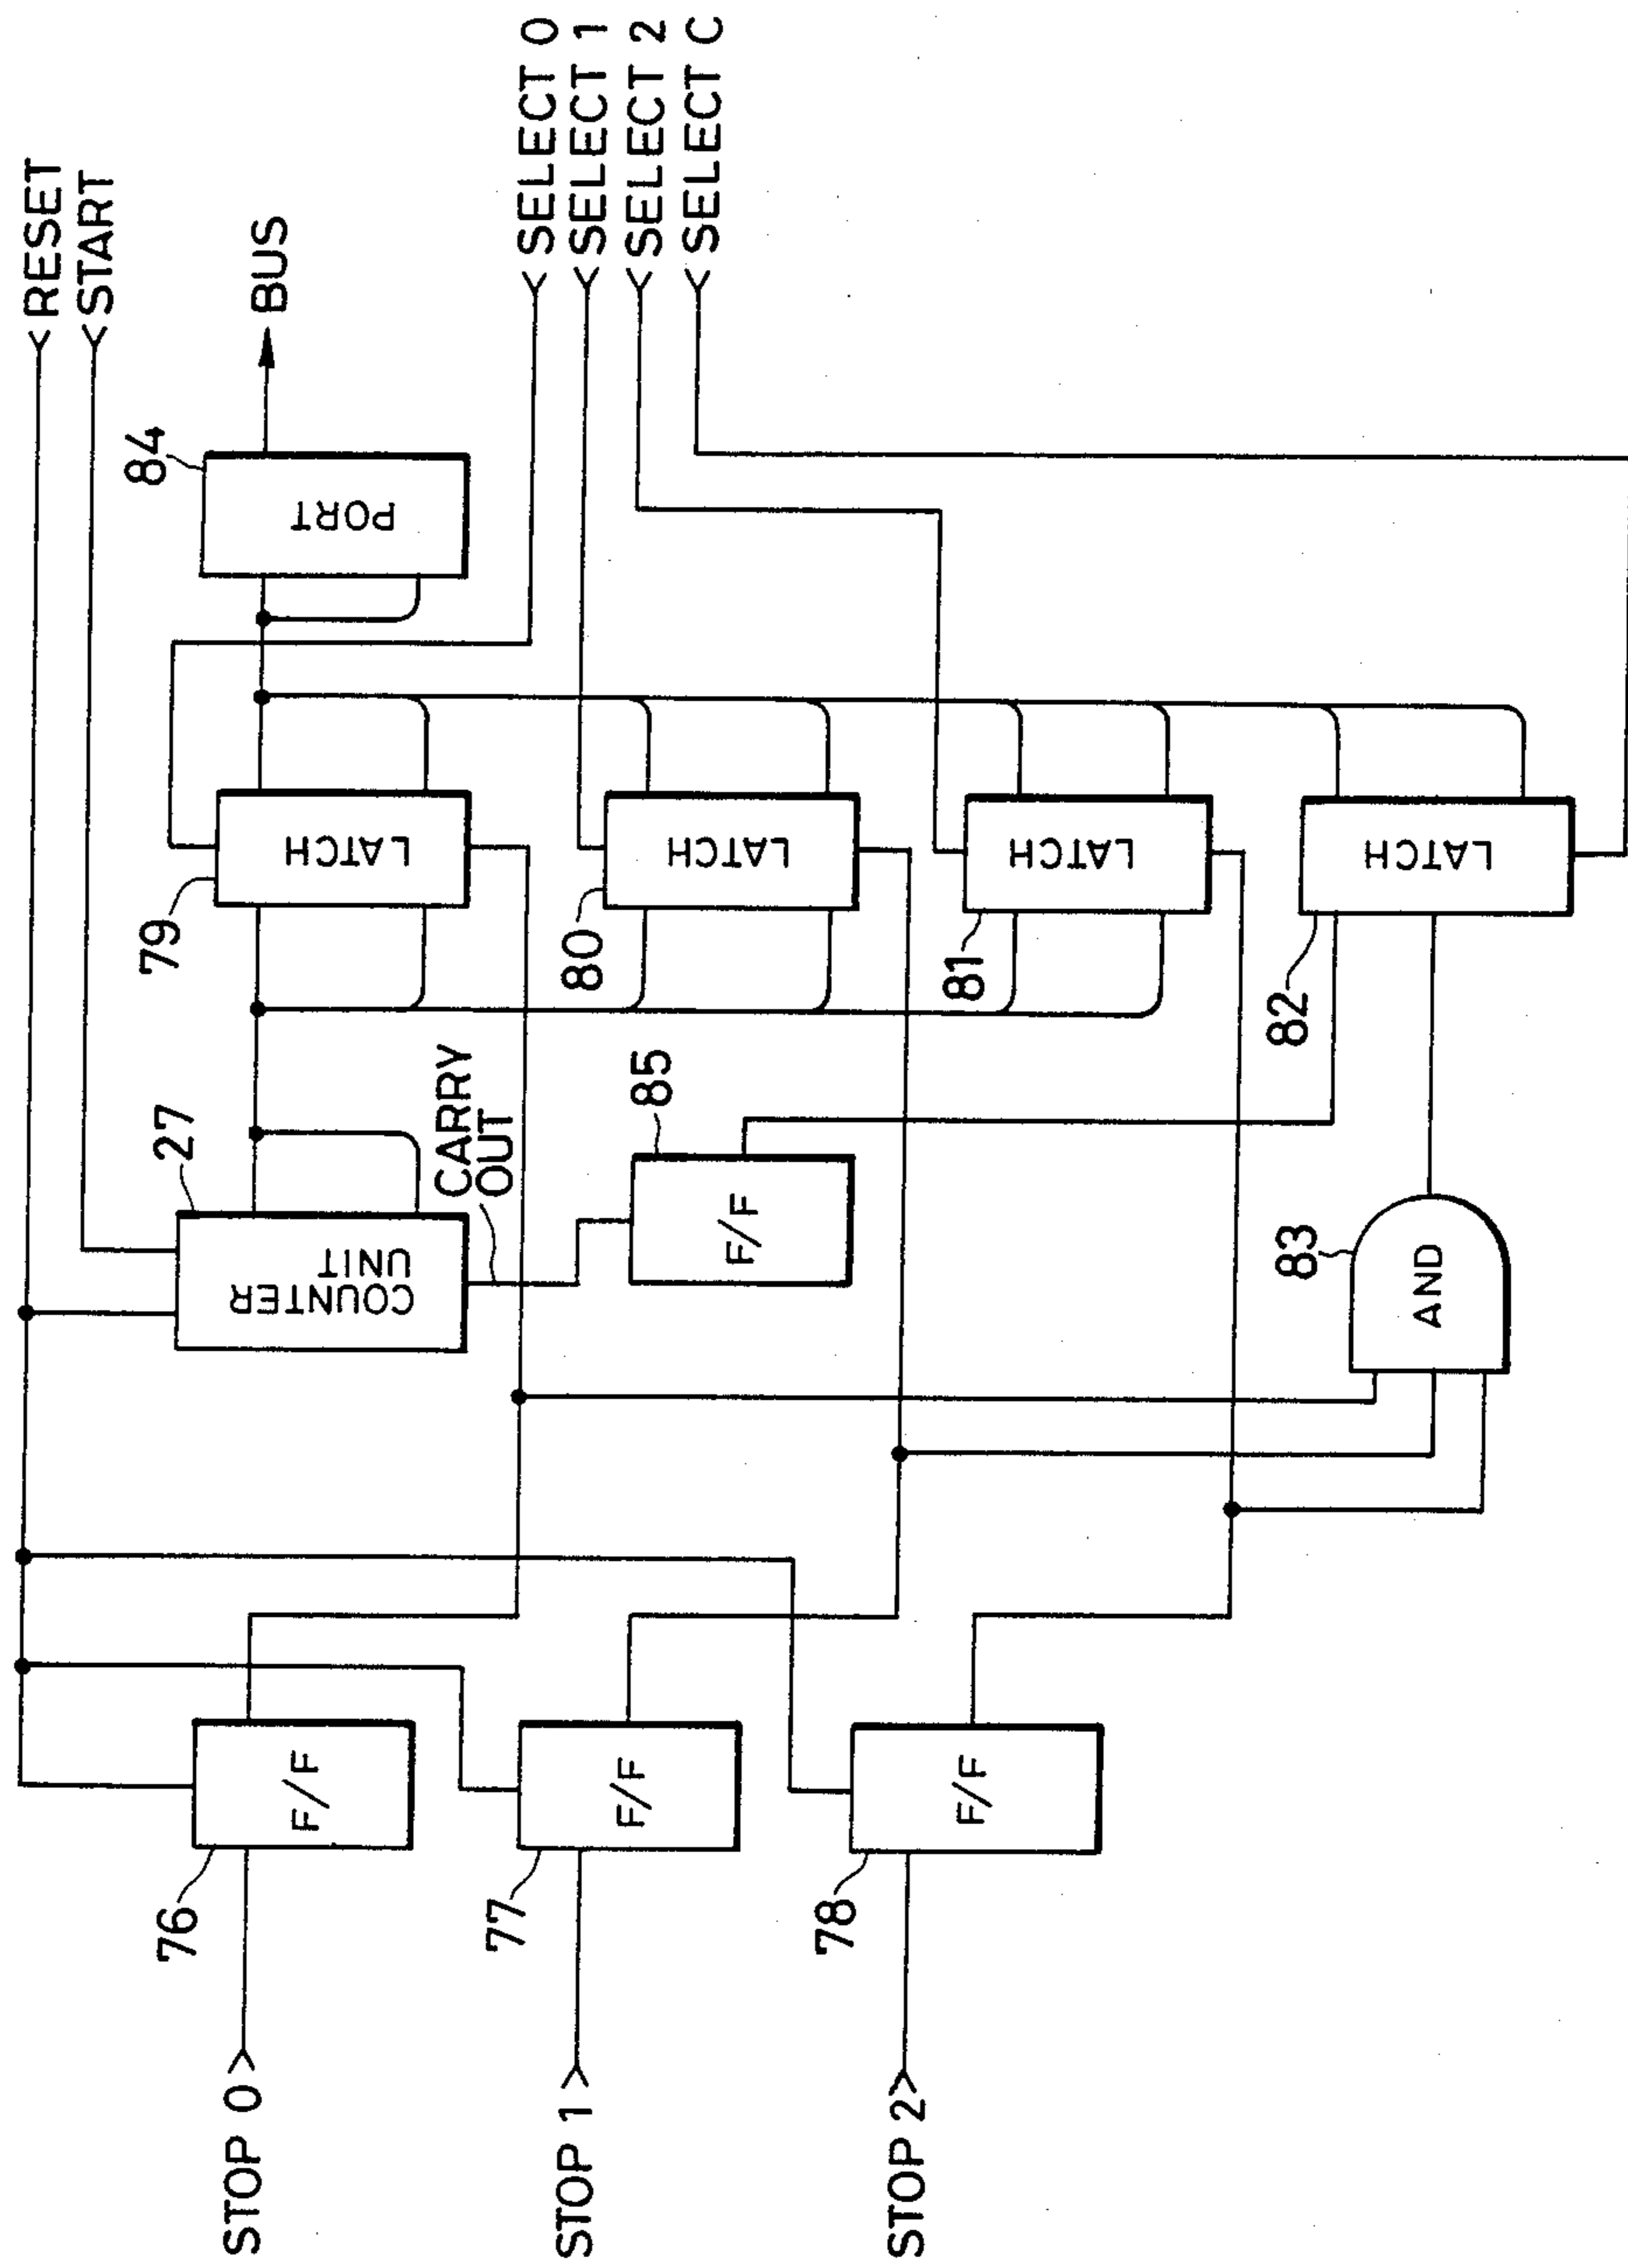 RESET
START
BUS
SELECT 0
SELECT 1
SELECT 2
SELECT C
84
PORT
79
LATCH
80
LATCH
81
LATCH
82
LATCH
27
COUNTER
UNIT
CARRY
OUT
85
F/F
83
AND
76
F/F
77
F/F
78
F/F
STOP 0
STOP 1
STOP 2